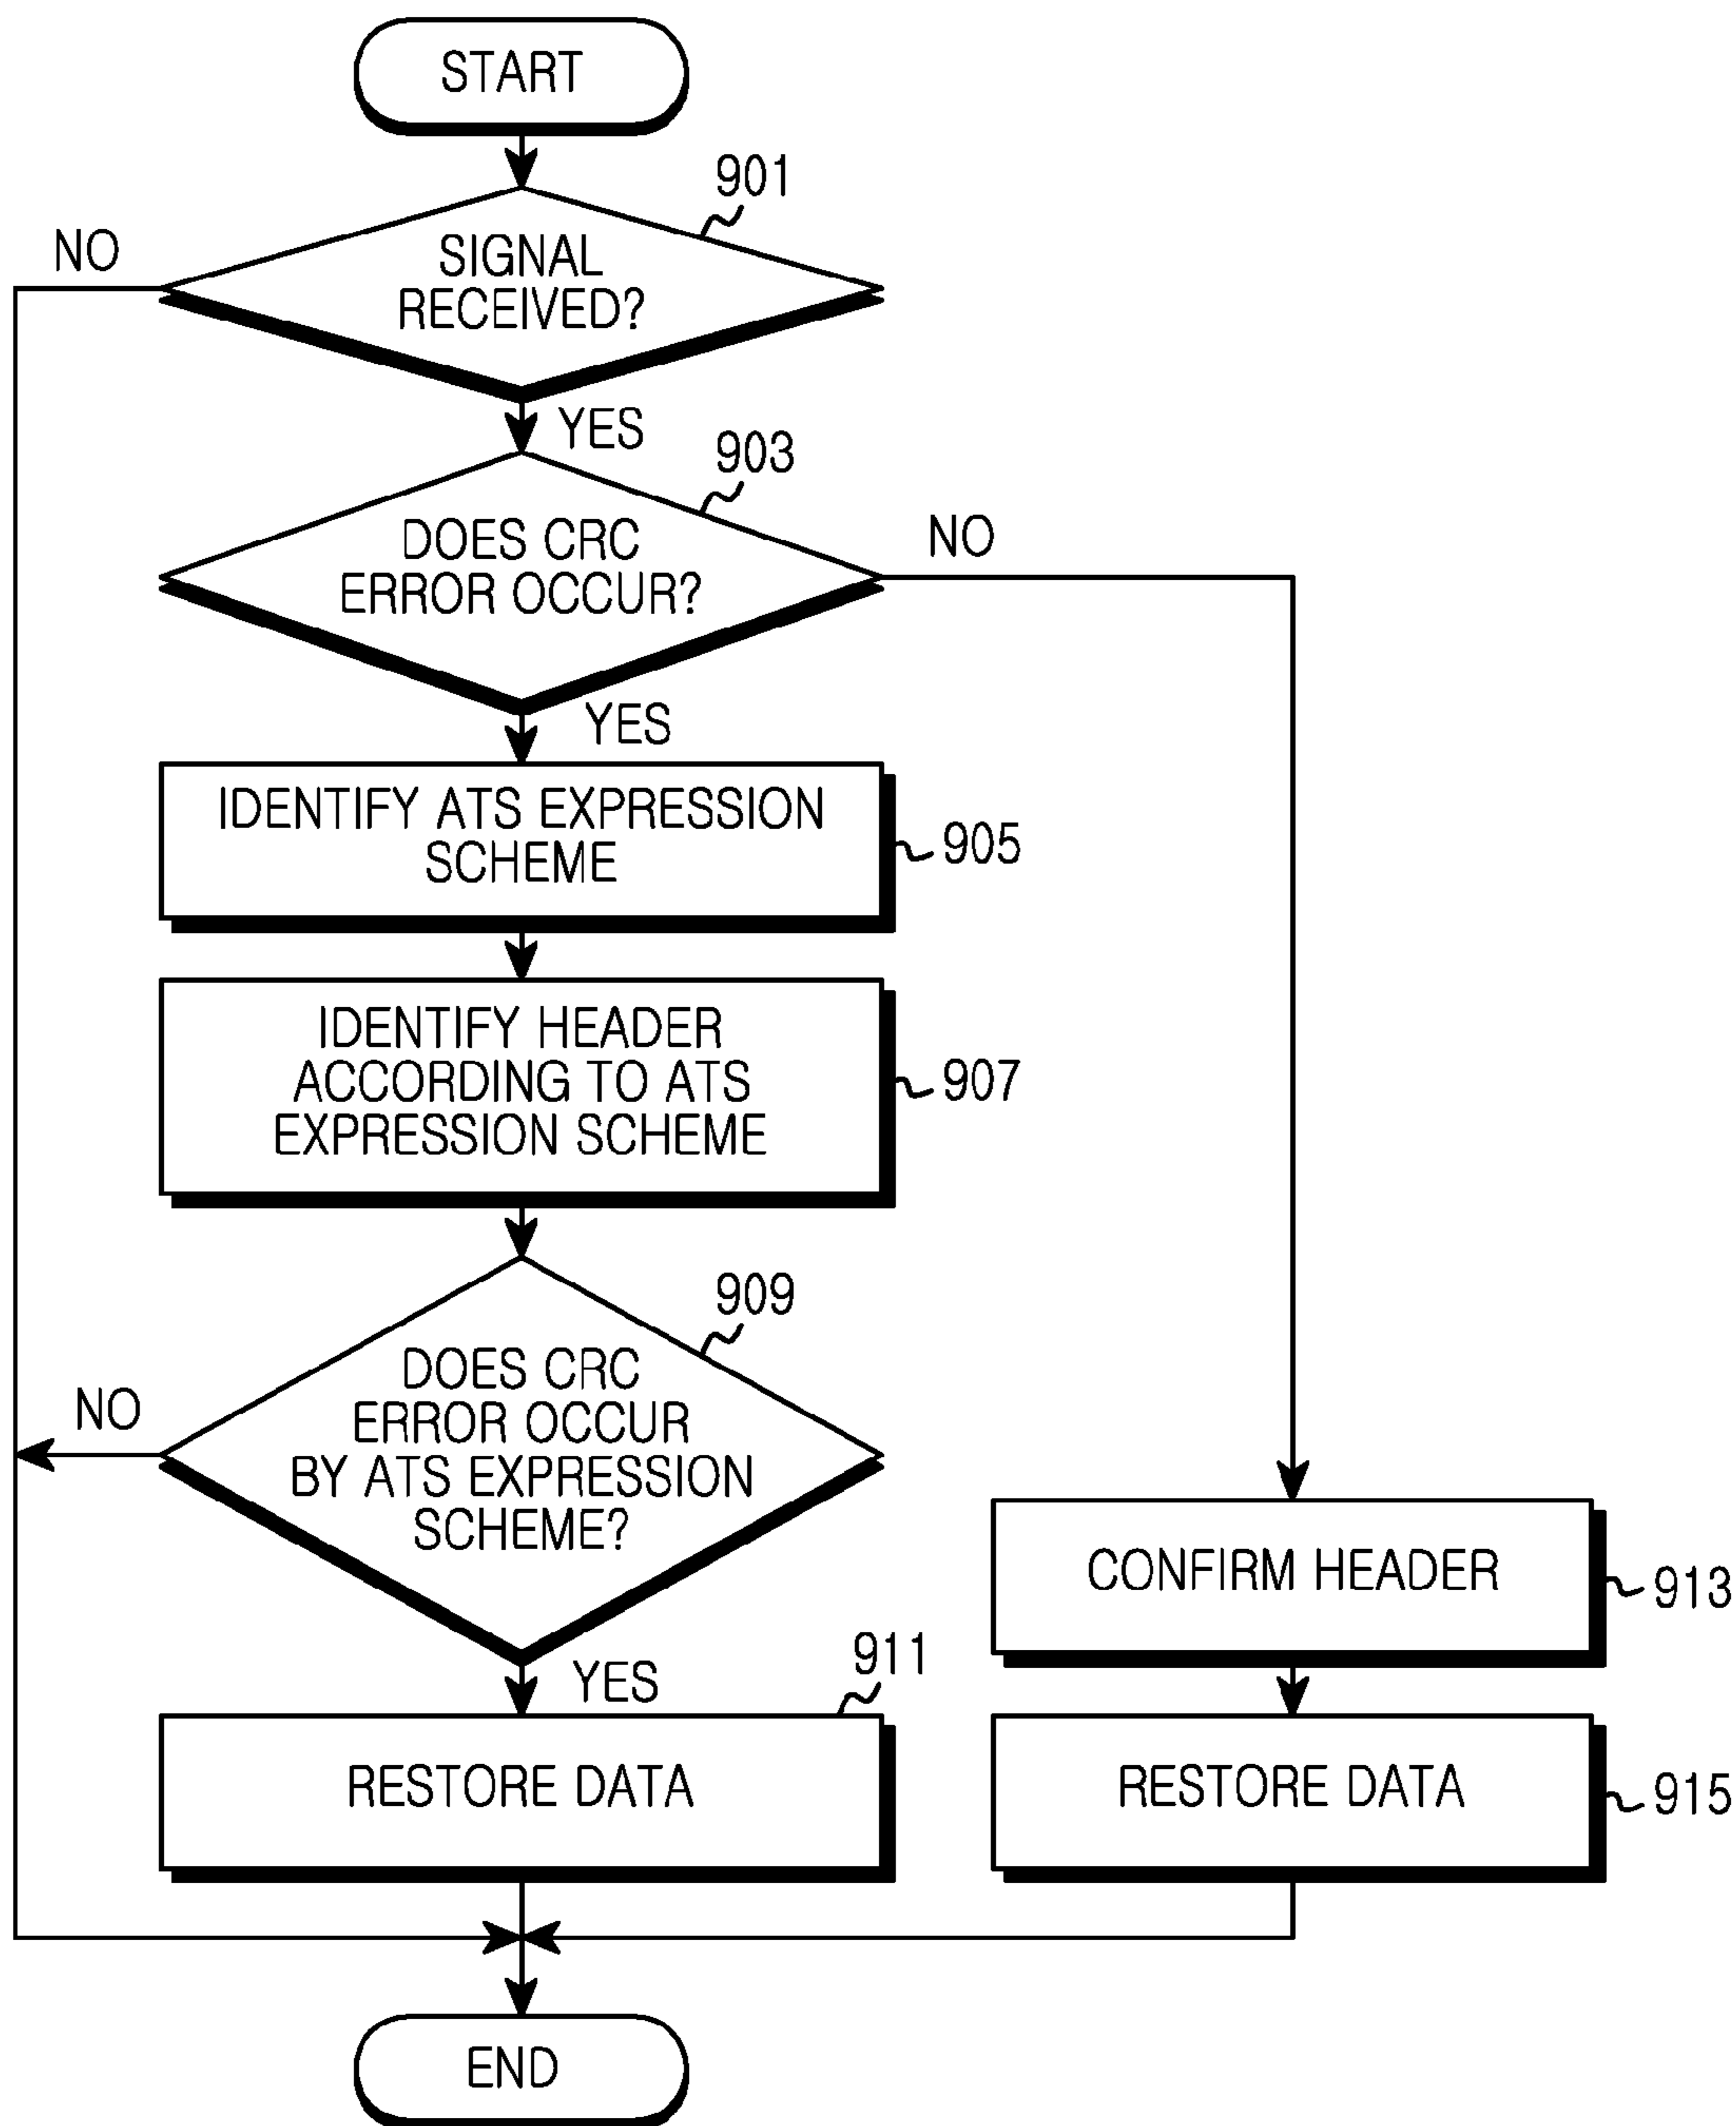 START
901
NO
SIGNAL
RECEIVED?
YES
903
DOES CRC
ERROR OCCUR?
NO
YES
IDENTIFY ATS EXPRESSION
SCHEME
905
IDENTIFY HEADER
ACCORDING TO ATS
EXPRESSION SCHEME
907
909
DOES CRC
ERROR OCCUR
BY ATS EXPRESSION
SCHEME?
NO
YES
911
RESTORE DATA
CONFIRM HEADER
913
RESTORE DATA
915
END